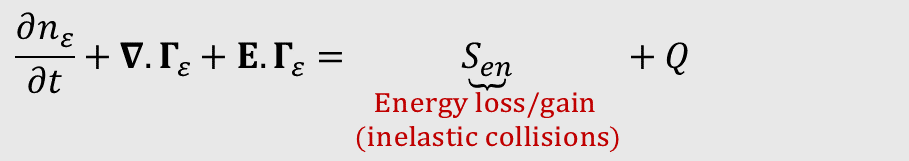 ∂n_ε/∂t + ∇.Γ_ε + E.Γ_ε = S_en + Q
Energy loss/gain
(inelastic collisions)